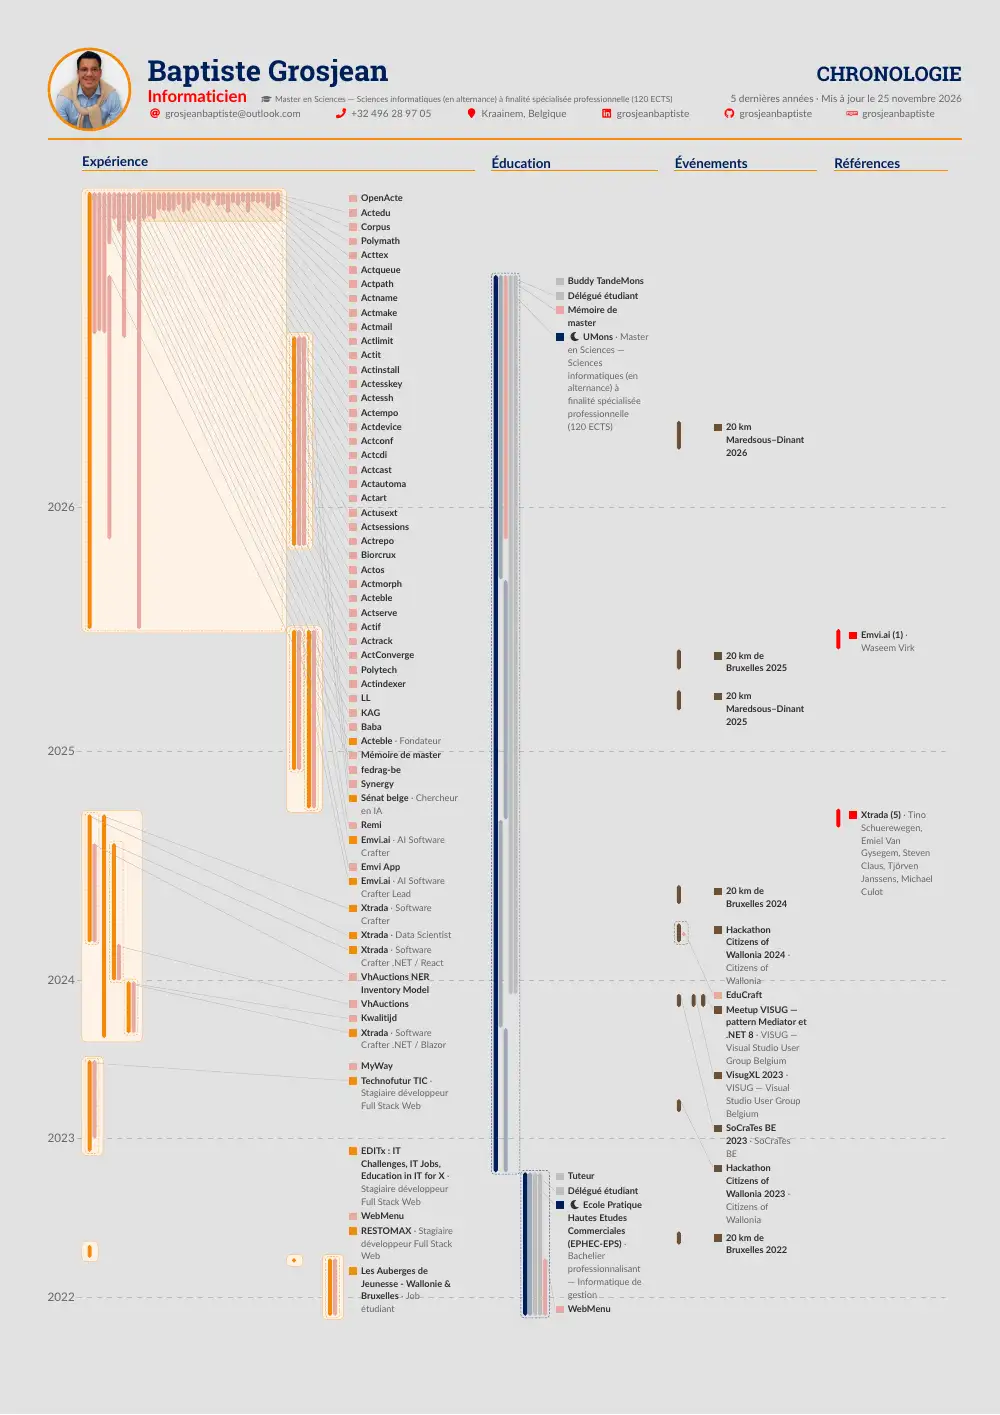 Baptiste Grosjean
CHRONOLOGIE
Informaticien
Master en Sciences — Sciences informatiques (en alternance) à finalité spécialisée professionnelle (120 ECTS)
5 dernières années · Mis à jour le 25 novembre 2026
grosjeanbaptiste@outlook.com
+32 496 28 97 05
Kraainem, Belgique
grosjeanbaptiste
grosjeanbaptiste
grosjeanbaptiste
Expérience
OpenActe
Actedu
Corpus
Polymath
Acttex
Actqueue
Actpath
Actname
Actmake
Actmail
Actlimit
Actit
Actinstall
Actesskey
Actessh
Actempo
Actdevice
Actconf
Actcdi
Actcast
Actautoma
Actart
Actusext
Actsessions
Actrepo
Biorcrux
Actos
Actmorph
Acteble
Actserve
Actif
Actrack
ActConverge
Polytech
Actindexer
LL
KAG
Baba
Acteble · Fondateur
Mémoire de master
fedrag-be
Synergy
Sénat belge · Chercheur
en IA
Remi
Emvi.ai · AI Software
Crafter
Emvi App
Emvi.ai · AI Software
Crafter Lead
Xtrada · Software
Crafter
Xtrada · Data Scientist
Xtrada · Software
Crafter .NET / React
VhAuctions NER
Inventory Model
VhAuctions
Kwalitijd
Xtrada · Software
Crafter .NET / Blazor
MyWay
Technofutur TIC ·
Stagiaire développeur
Full Stack Web
EDITx : IT
Challenges, IT Jobs,
Education in IT for X ·
Stagiaire développeur
Full Stack Web
WebMenu
RESTOMAX · Stagiaire
développeur Full Stack
Web
Les Auberges de
Jeunesse - Wallonie &
Bruxelles · Job
étudiant
2026
2025
2024
2023
2022
Éducation
Buddy TandeMons
Délégué étudiant
Mémoire de
master
UMons · Master
en Sciences —
Sciences
informatiques (en
alternance) à
finalité spécialisée
professionnelle
(120 ECTS)
Tuteur
Délégué étudiant
Ecole Pratique
Hautes Etudes
Commerciales
(EPHEC-EPS) ·
Bachelier
professionnalisant
— Informatique de
gestion
WebMenu
Événements
20 km
Maredsous–Dinant
2026
20 km de
Bruxelles 2025
20 km
Maredsous–Dinant
2025
20 km de
Bruxelles 2024
Hackathon
Citizens of
Wallonia 2024 ·
Citizens of
Wallonia
EduCraft
Meetup VISUG —
pattern Mediator et
.NET 8 · VISUG —
Visual Studio User
Group Belgium
VisugXL 2023 ·
VISUG — Visual
Studio User Group
Belgium
SoCraTes BE
2023 · SoCraTes
BE
Hackathon
Citizens of
Wallonia 2023 ·
Citizens of
Wallonia
20 km de
Bruxelles 2022
Références
Emvi.ai (1) ·
Waseem Virk
Xtrada (5) · Tino
Schuerewegen,
Emiel Van
Gysegem, Steven
Claus, Tjörven
Janssens, Michael
Culot